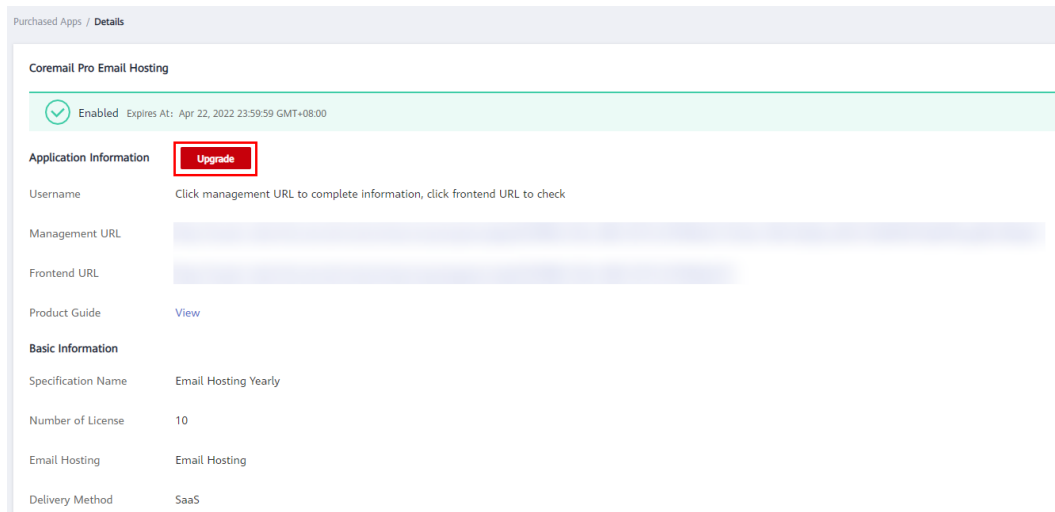 Purchased Apps / Details
Coremail Pro Email Hosting
Enabled Expires At: Apr 22, 2022 23:59:59 GMT+08:00
Application Information Upgrade
Username Click management URL to complete information, click frontend URL to check
Management URL
Frontend URL
Product Guide View
Basic Information
Specification Name Email Hosting Yearly
Number of License 10
Email Hosting Email Hosting
Delivery Method SaaS